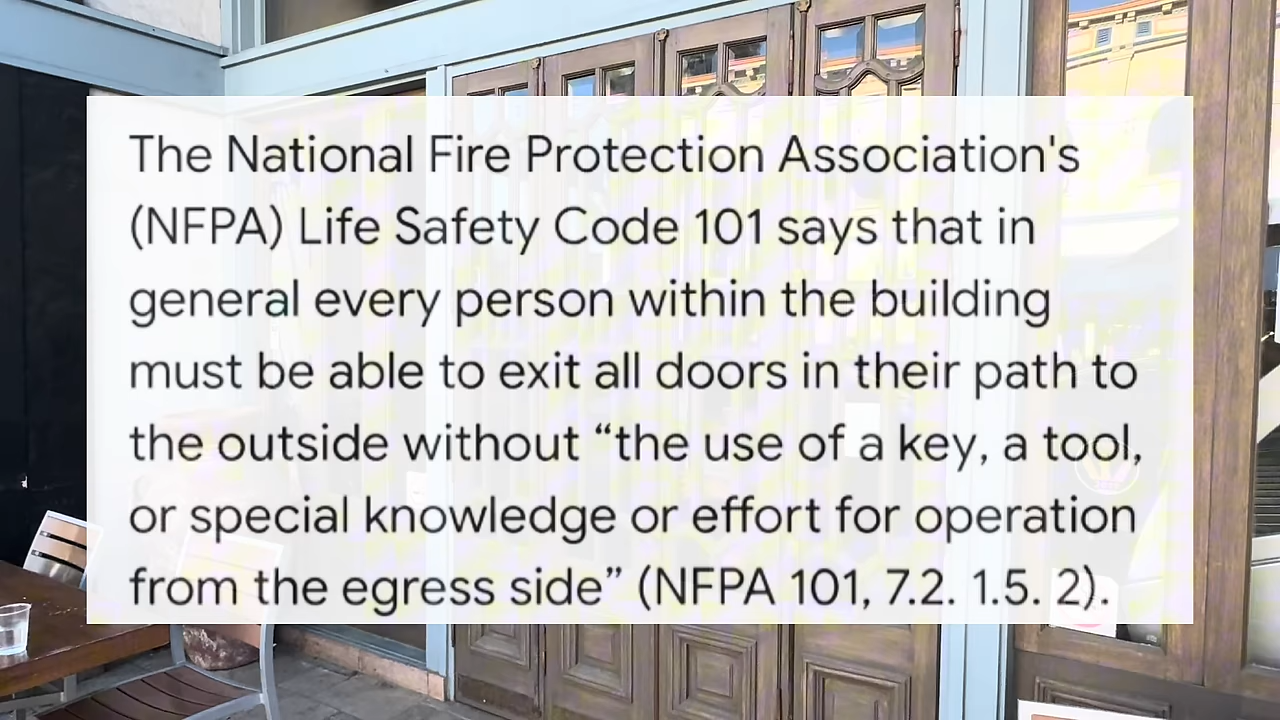 The National Fire Protection Association's
(NFPA) Life Safety Code 101 says that in
general every person within the building
must be able to exit all doors in their path to
the outside without “the use of a key, a tool,
or special knowledge or effort for operation
from the egress side” (NFPA 101, 7.2. 1.5. 2).